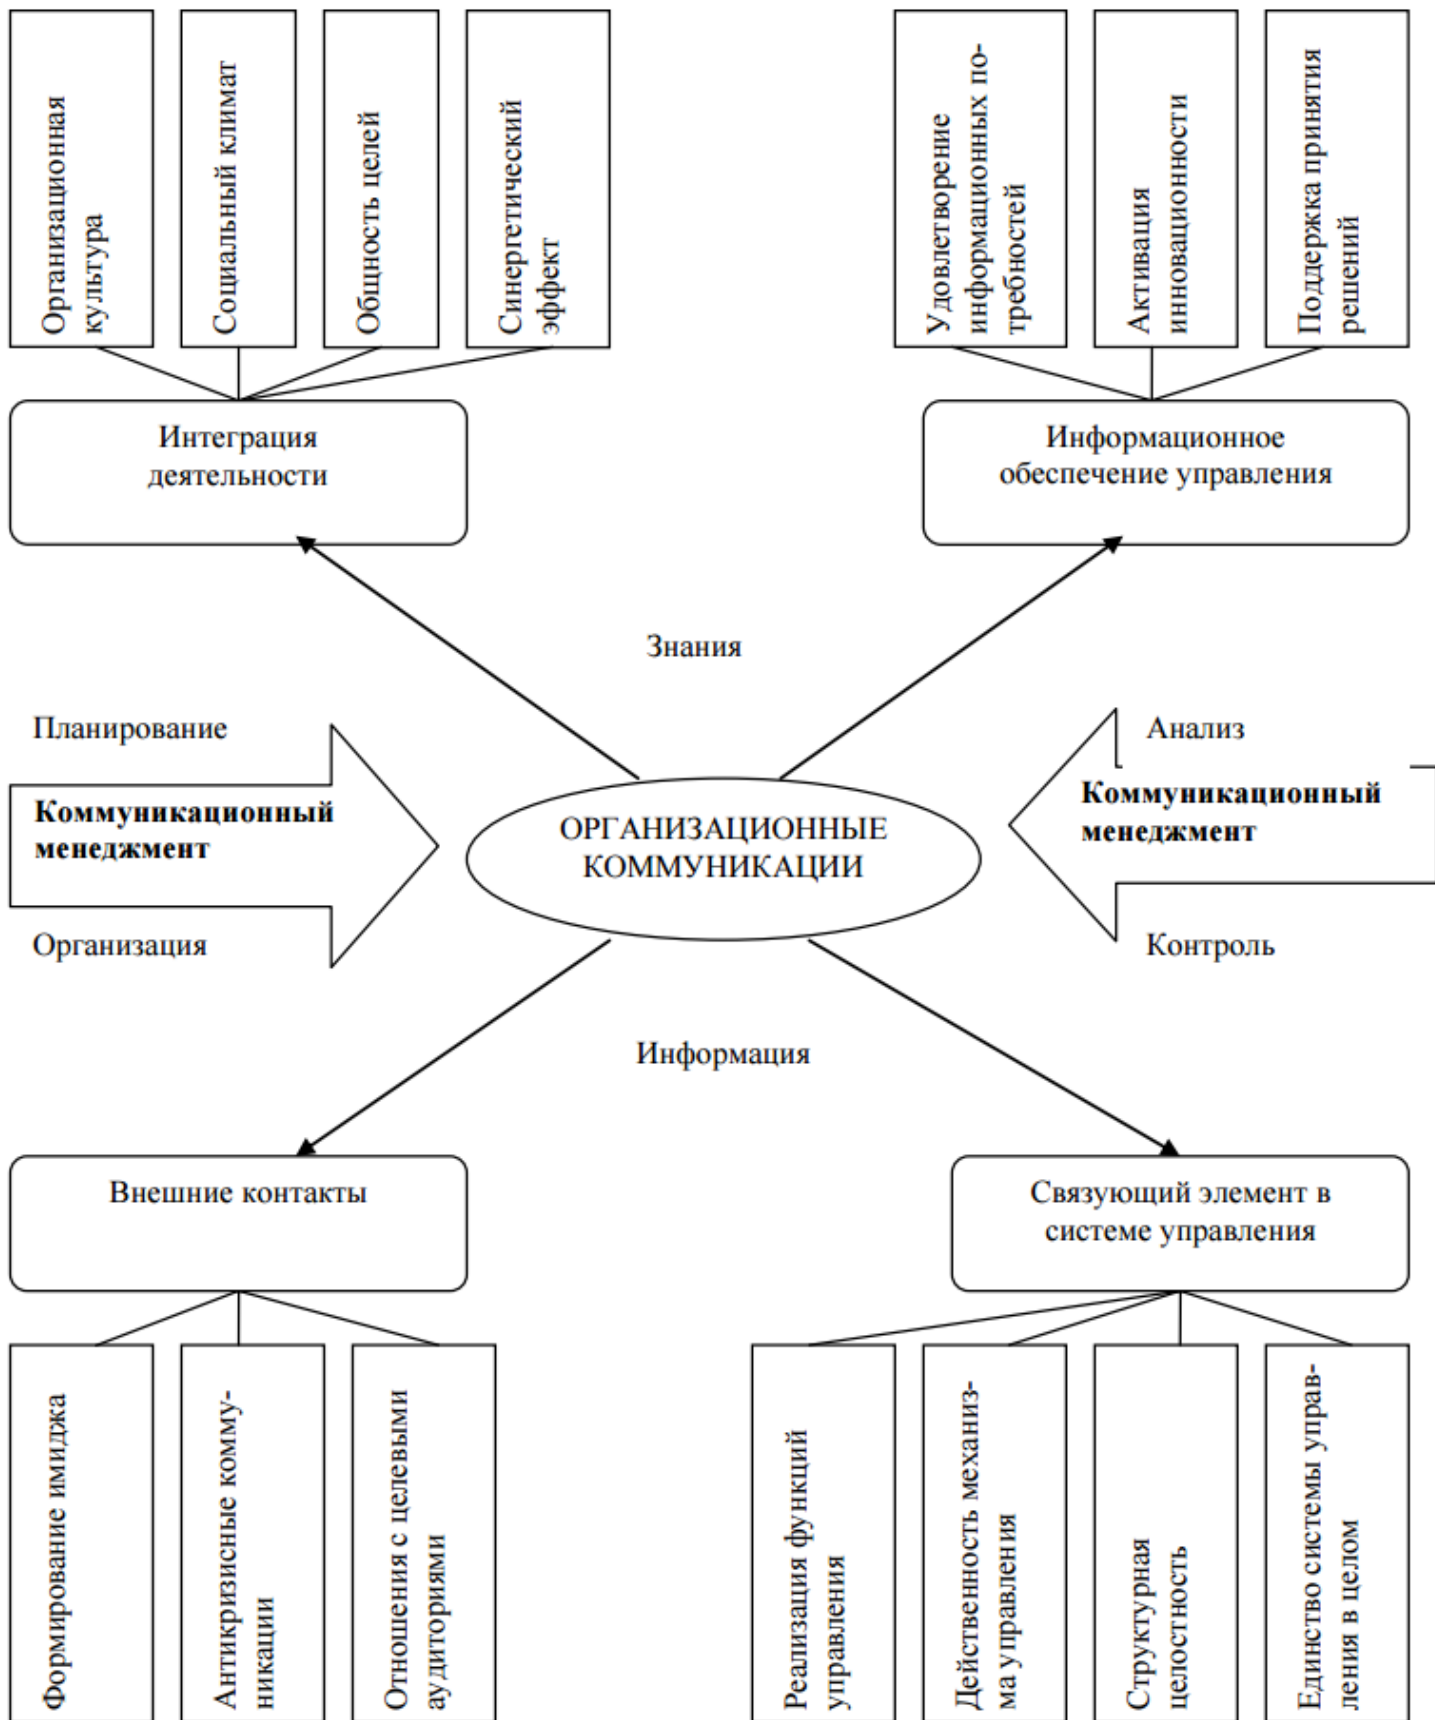 Организационная
культура
Социальный климат
Общность целей
Синергетический
эффект
Удовлетворение
информационных по-
требностей
Активация
инновационности
Поддержка принятия
решений
Интеграция
деятельности
Информационное
обеспечение управления
Знания
Планирование
Анализ
Коммуникационный
менеджмент
ОРГАНИЗАЦИОННЫЕ
КОММУНИКАЦИИ
Коммуникационный
менеджмент
Организация
Контроль
Информация
Внешние контакты
Связующий элемент в
системе управления
Формирование имиджа
Антикризисные комму-
никации
Отношения с целевыми
аудиториями
Реализация функций
управления
Действенность механиз-
ма управления
Структурная
целостность
Единство системы управ-
ления в целом